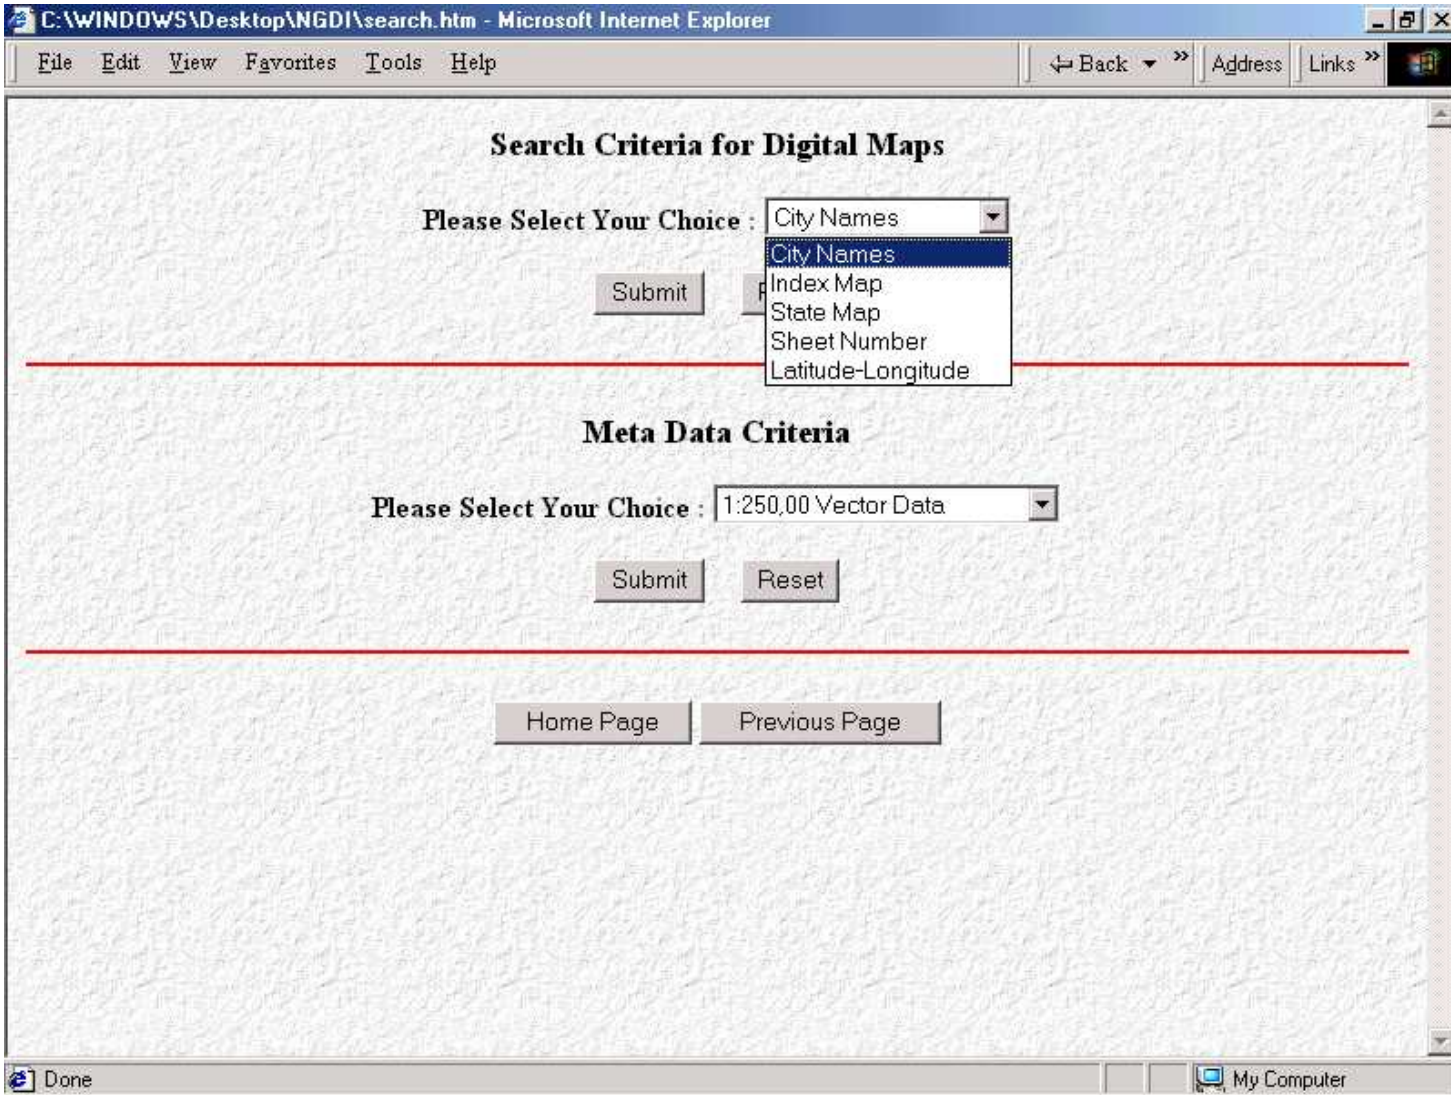 C:\WINDOWS\Desktop\NGDI\search.htm - Microsoft Internet Explorer
File Edit View Favorites Tools Help Back » Address Links »
Search Criteria for Digital Maps
Please Select Your Choice : City Names
City Names
Index Map
State Map
Sheet Number
Latitude-Longitude
Submit
Meta Data Criteria
Please Select Your Choice : 1:250,00 Vector Data
Submit Reset
Home Page Previous Page
Done My Computer